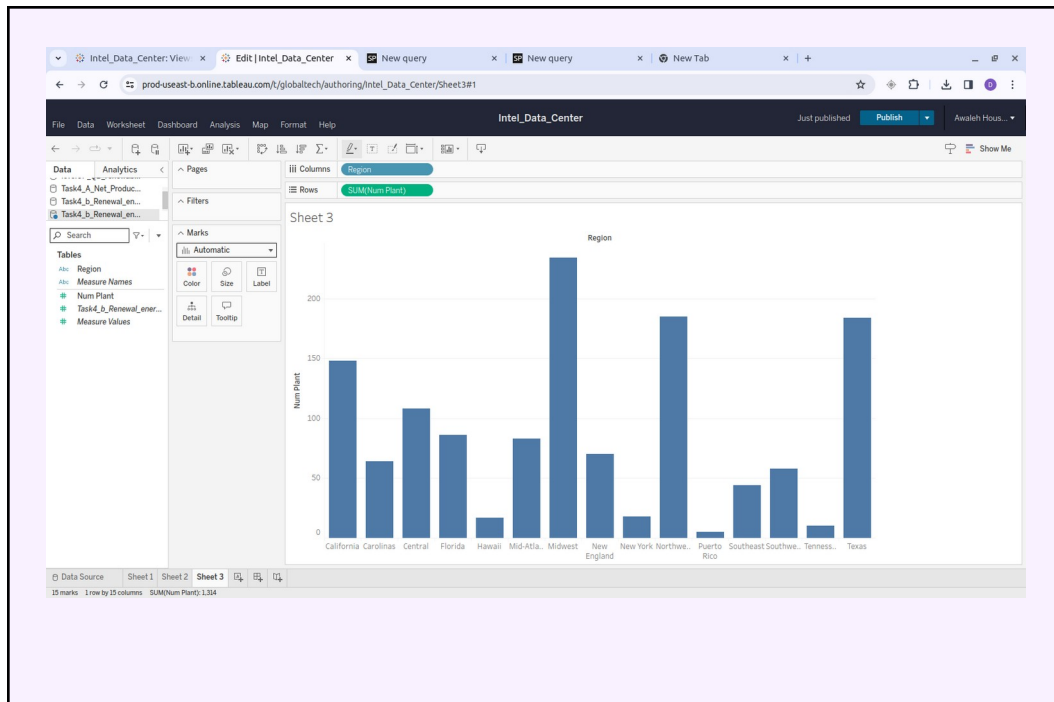 Intel_Data_Center: View
Edit | Intel_Data_Center
SP New query
SP New query
New Tab
prod-useast-b.online.tableau.com/t/globaltech/authoring/Intel_Data_Center/Sheet3#1
D
Intel_Data_Center
File Data Worksheet Dashboard Analysis Map Format Help
Just published
Publish
Awaleh Hous...
Show Me
Data Analytics
Task4_A_Net_Produc...
Task4_b_Renewal_en...
Task4_b_Renewal_en...
Search
Tables
Abc Region
Abc Measure Names
# Num Plant
# Task4_b_Renewal_ener...
# Measure Values
Pages
Filters
Marks
Automatic
Color Size Label
Detail Tooltip
iii Columns Region
Rows SUM(Num Plant)
Sheet 3
Region
Num Plant
200
150
100
50
0
California Carolinas Central Florida Hawaii Mid-Atla.. Midwest New England New York Northwe.. Puerto Rico Southeast Southwe.. Tenness.. Texas
Data Source Sheet 1 Sheet 2 Sheet 3
15 marks 1 row by 15 columns SUM(Num Plant): 1,314